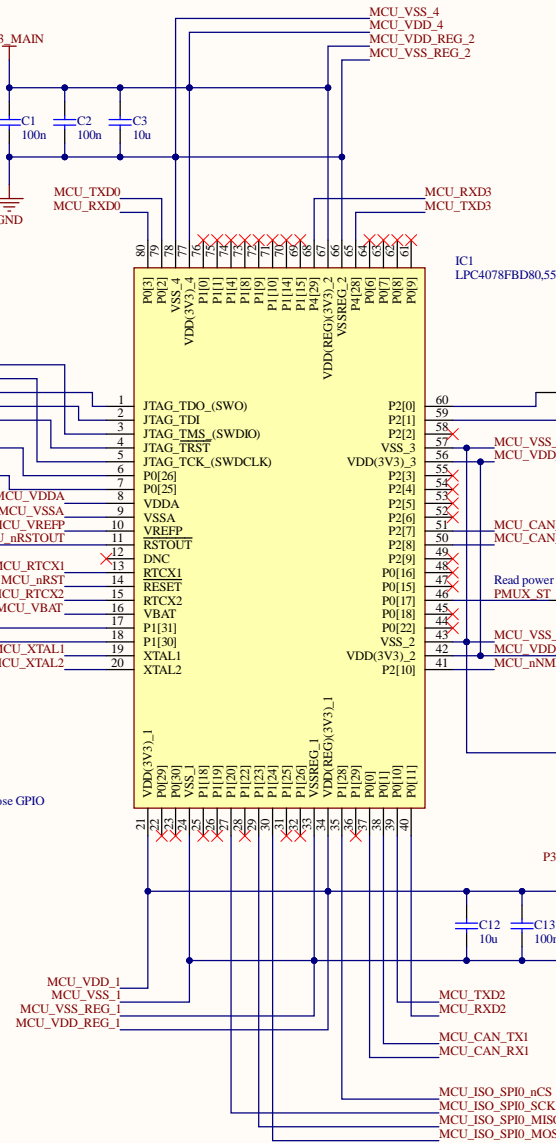 MCU_VSS_4
MCU_VDD_4
MCU_VDD_REG_2
MCU_VSS_REG_2
3_MAIN
C1
100n
C2
100n
C3
10u
GND
MCU_TXD0
MCU_RXD0
MCU_RXD3
MCU_TXD3
80 79 78 77 76 75 74 73 72 71 70 69 68 67 66 65 64 63 62 61
IC1
LPC4078FBD80,55
P0[3] P0[2] VSS_4 VDD(3V3)_4 P1[0] P1[1] P1[4] P1[8] P1[9] P1[10] P1[14] P1[15] P4[29] VDD(REG)(3V3)_2 VSSREG_2 P4[28] P0[6] P0[7] P0[8] P0[9]
1 JTAG_TDO_(SWO) P2[0] 60
2 JTAG_TDI P2[1] 59
3 JTAG_TMS_(SWDIO) P2[2] 58
4 JTAG_TRST VSS_3 57 MCU_VSS_
5 JTAG_TCK_(SWDCLK) VDD(3V3)_3 56 MCU_VDD
6 P0[26] P2[3] 55
7 P0[25] P2[4] 54
MCU_VDDA 8 VDDA P2[5] 53
MCU_VSSA 9 VSSA P2[6] 52
MCU_VREFP 10 VREFP P2[7] 51 MCU_CAN_
U_nRSTOUT 11 RSTOUT P2[8] 50 MCU_CAN_
12 DNC P2[9] 49
MCU_RTCX1 13 RTCX1 P0[16] 48
MCU_nRST 14 RESET P0[15] 47 Read power
MCU_RTCX2 15 RTCX2 P0[17] 46 PMUX_ST
MCU_VBAT 16 VBAT P0[18] 45
17 P1[31] P0[22] 44
18 P1[30] VSS_2 43 MCU_VSS_
MCU_XTAL1 19 XTAL1 VDD(3V3)_2 42 MCU_VDD
MCU_XTAL2 20 XTAL2 P2[10] 41 MCU_nNM
VDD(3V3)_1 P0[29] P0[30] VSS_1 P1[18] P1[19] P1[20] P1[22] P1[23] P1[24] P1[25] P1[26] VSSREG_1 VDD(REG)(3V3)_1 P1[28] P1[29] P0[0] P0[1] P0[10] P0[11]
ose GPIO
21 22 23 24 25 26 27 28 29 30 31 32 33 34 35 36 37 38 39 40
P3
C12
10u
C13
100n
MCU_VDD_1
MCU_VSS_1
MCU_VSS_REG_1
MCU_VDD_REG_1
MCU_TXD2
MCU_RXD2
MCU_CAN_TX1
MCU_CAN_RX1
MCU_ISO_SPI0_nCS
MCU_ISO_SPI0_SCK
MCU_ISO_SPI0_MISO
MCU_ISO_SPI0_MOS